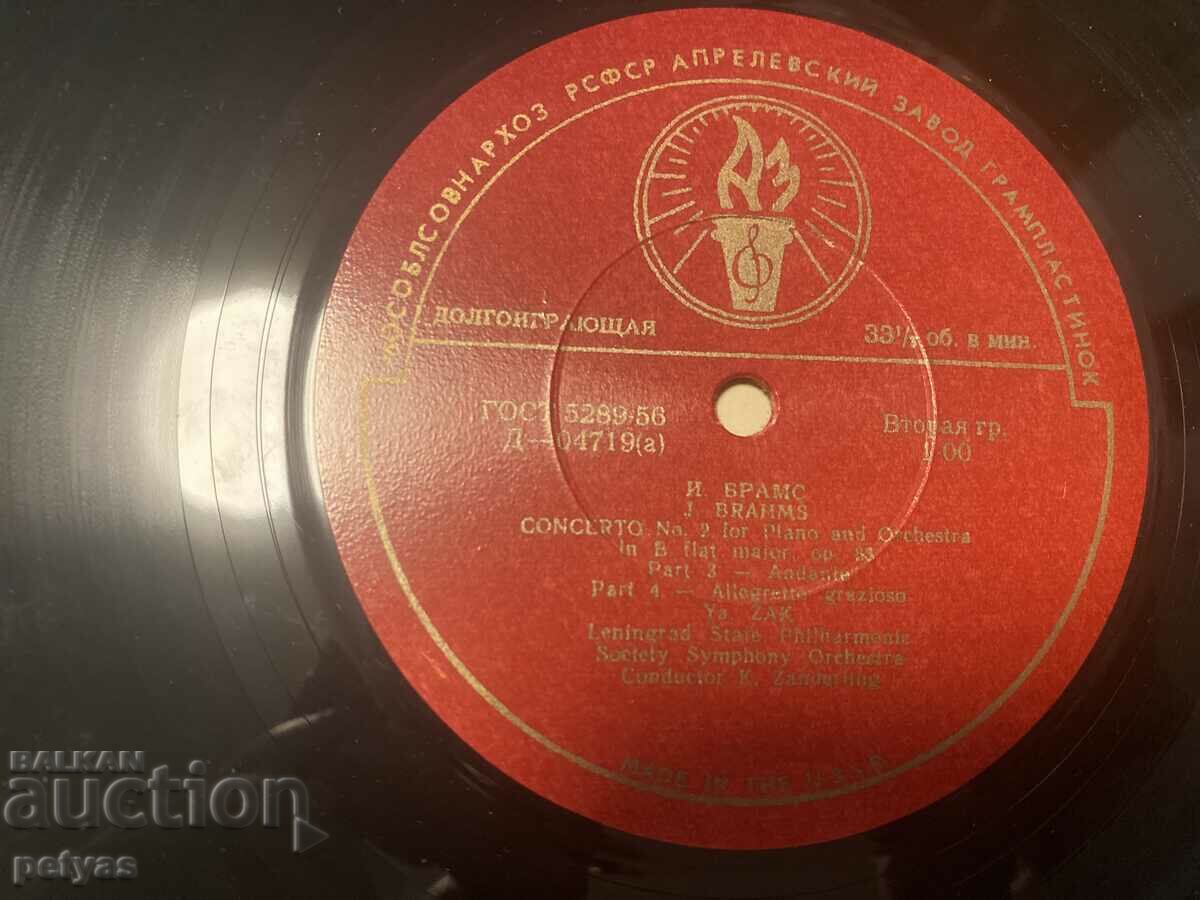 МОСОБЛСОВНАРХОЗ РСФСР АПРЕЛЕВСКИЙ ЗАВОД ГРАМПЛАСТИНОК
АЗ
ДОЛГОИГРАЮЩАЯ
33⅓ об. в мин.
ГОСТ 5289-56
Д—04719(а)
Вторая гр.
1-00
И. БРАМС
J. BRAHMS
CONCERTO No. 2 for Piano and Orchestra
in B flat major, op. 83
Part 3 — Andante
Part 4 — Allegretto grazioso
Ya. ZAK
Leningrad State Philharmonic
Society Symphony Orchestra
Conductor K. Zanderling
MADE IN THE U.S.S.R.
BALKAN
auction
petyas